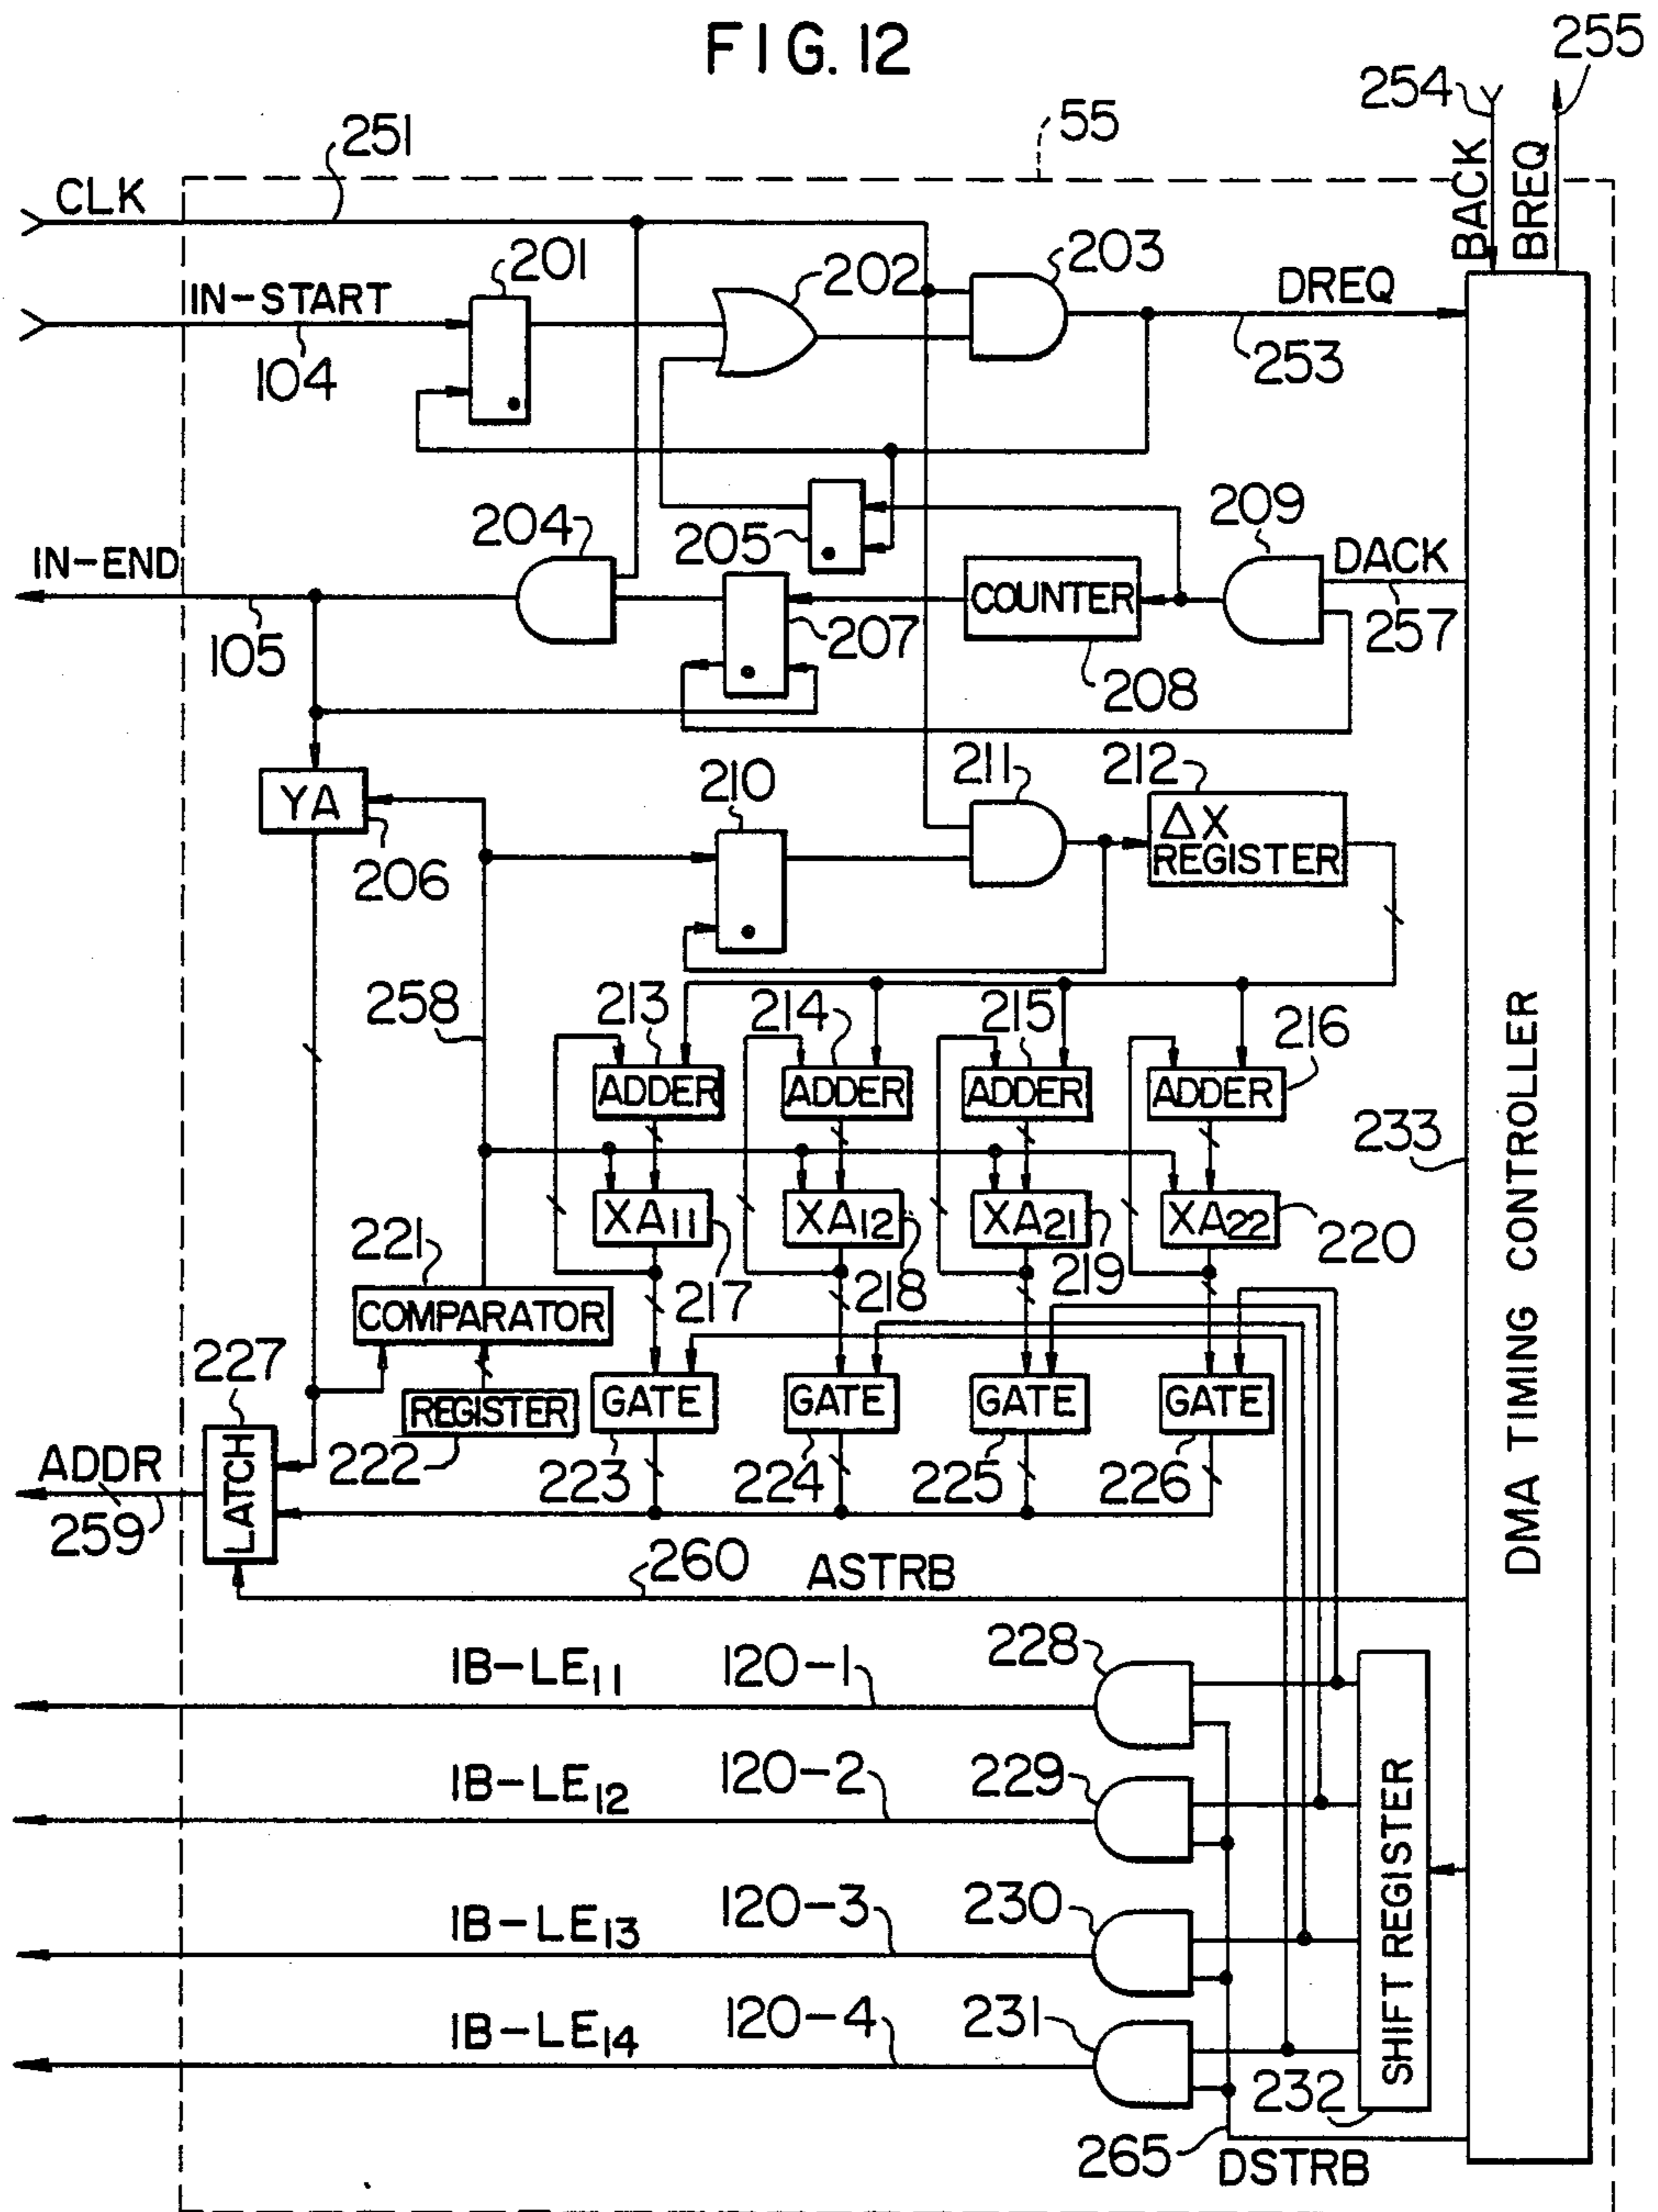 FIG. 12
255
254
55
251
BACK
BREQ
CLK
201
202
203
IN-START
DREQ
104
253
204
205
209
IN-END
DACK
COUNTER
207
257
105
208
210
211
212
YA
ΔX
REGISTER
206
258
213
214
215
216
ADDER
ADDER
ADDER
ADDER
233
DMA TIMING CONTROLLER
XA11
XA12
XA21
XA22
221
217
218
219
220
COMPARATOR
227
GATE
GATE
GATE
GATE
REGISTER
ADDR
LATCH
222
223
224
225
226
259
260
ASTRB
228
IB-LE11
120-1
229
IB-LE12
120-2
SHIFT REGISTER
230
IB-LE13
120-3
231
IB-LE14
120-4
232
265
DSTRB